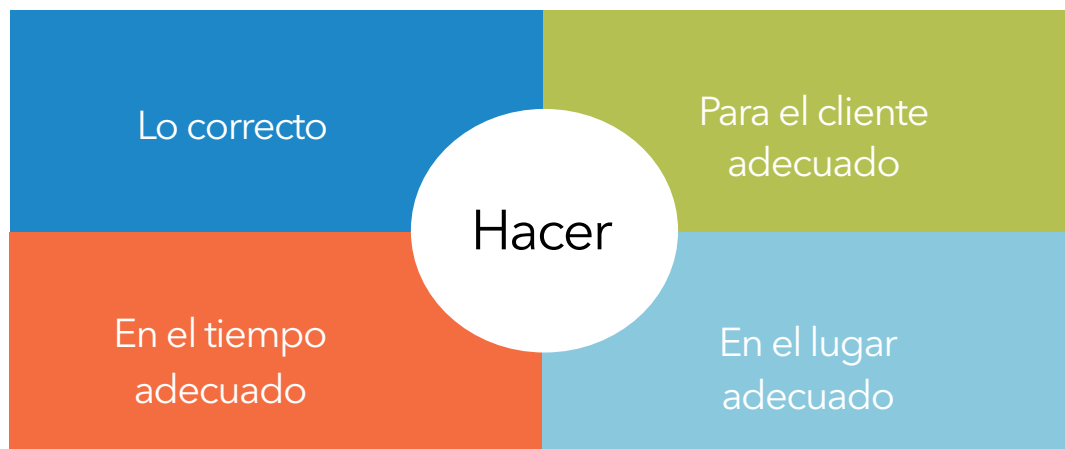 Lo correcto
Para el cliente
adecuado
Hacer
En el tiempo
adecuado
En el lugar
adecuado